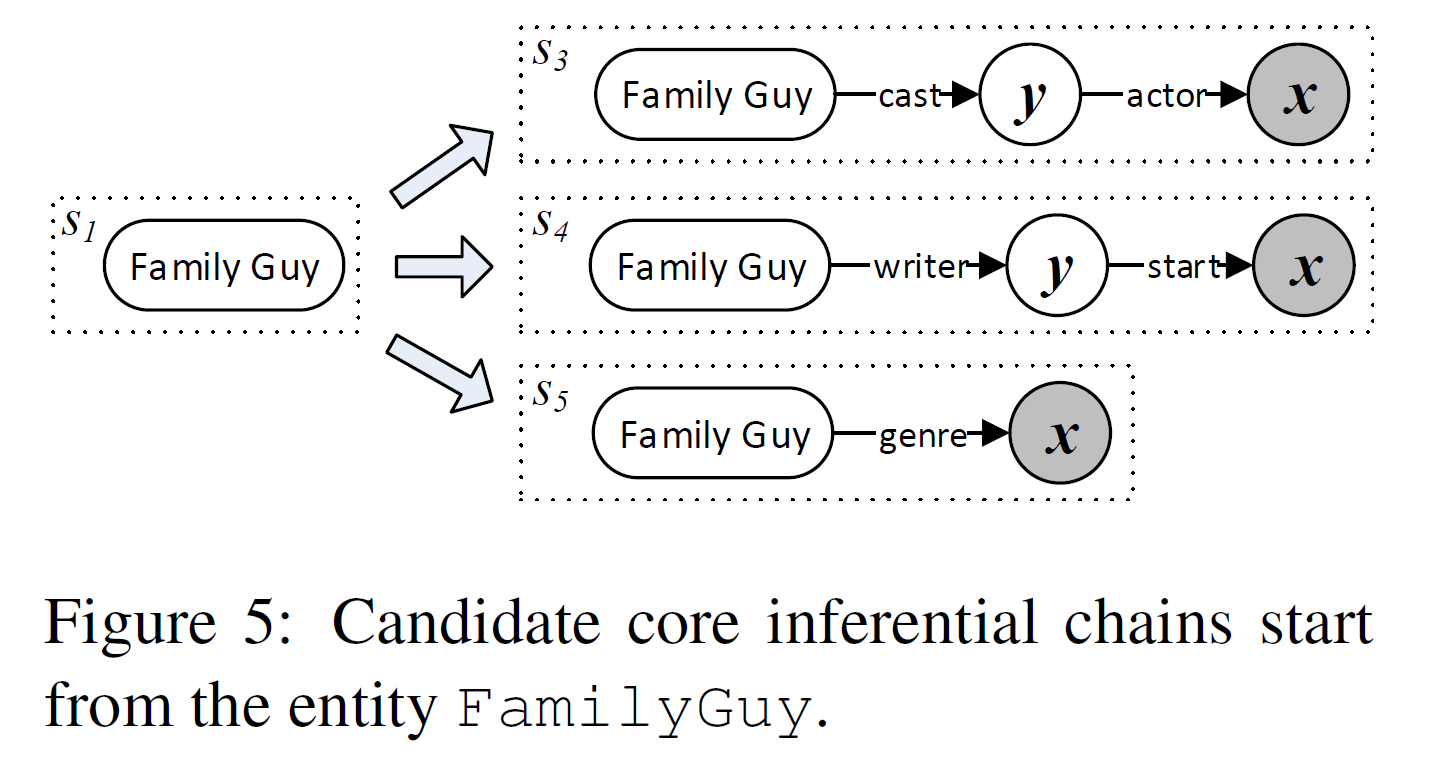 s3
Family Guy cast y actor x
s1
Family Guy
s4
Family Guy writer y start x
s5
Family Guy genre x
Figure 5: Candidate core inferential chains start
from the entity FamilyGuy.